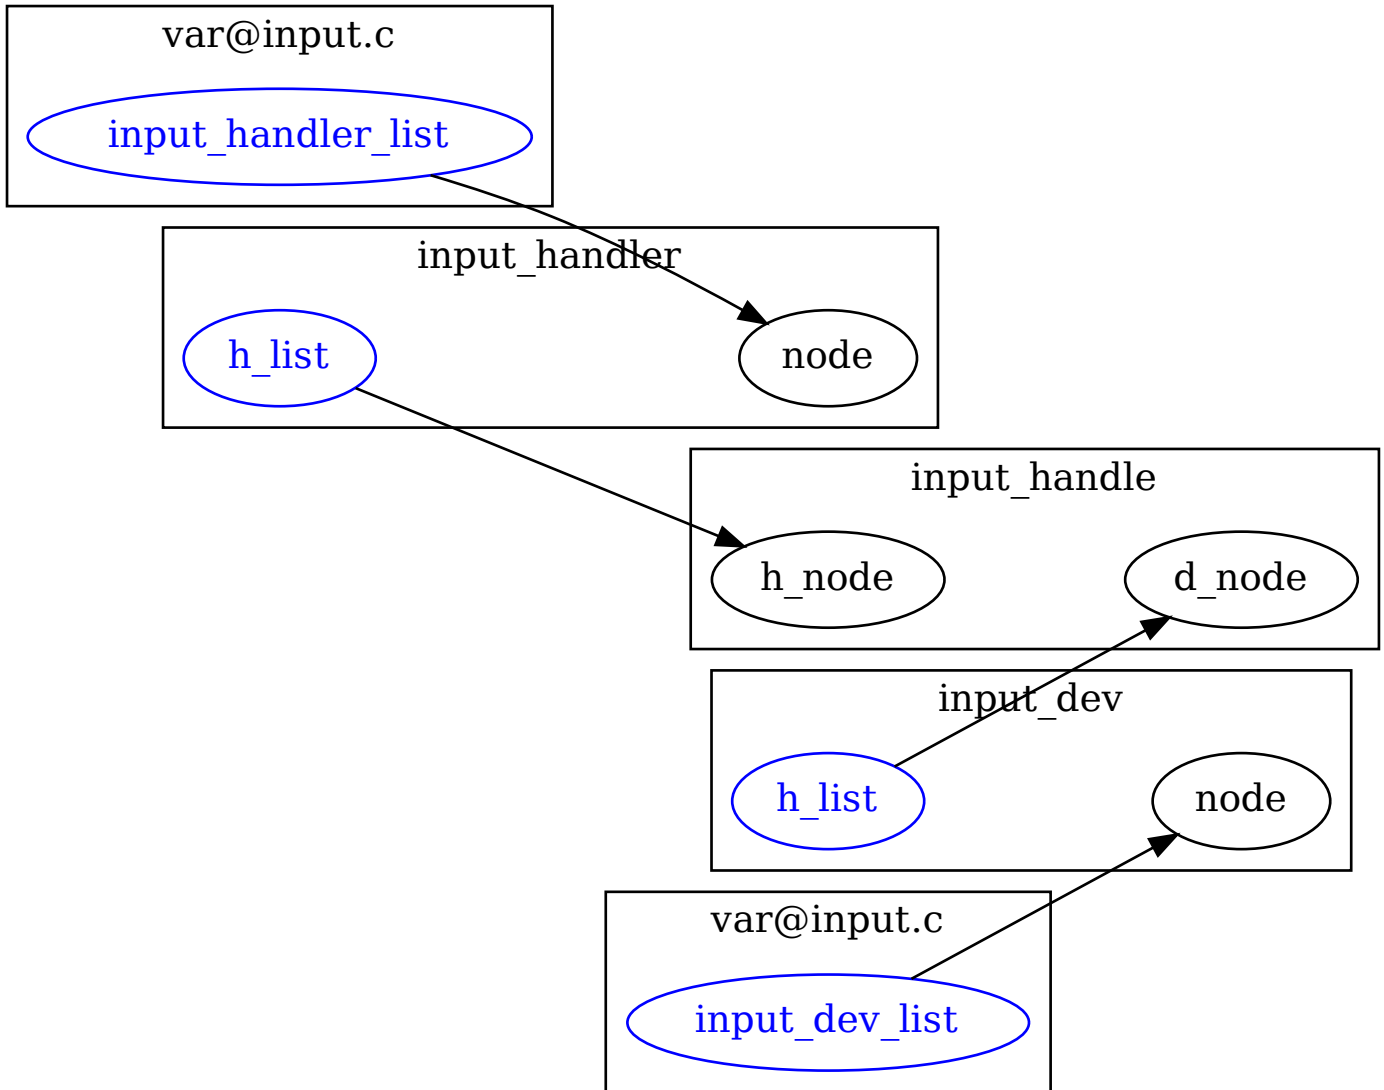 var@input.c
input_handler_list
input_handler
h_list
node
input_handle
h_node
d_node
input_dev
h_list
node
var@input.c
input_dev_list